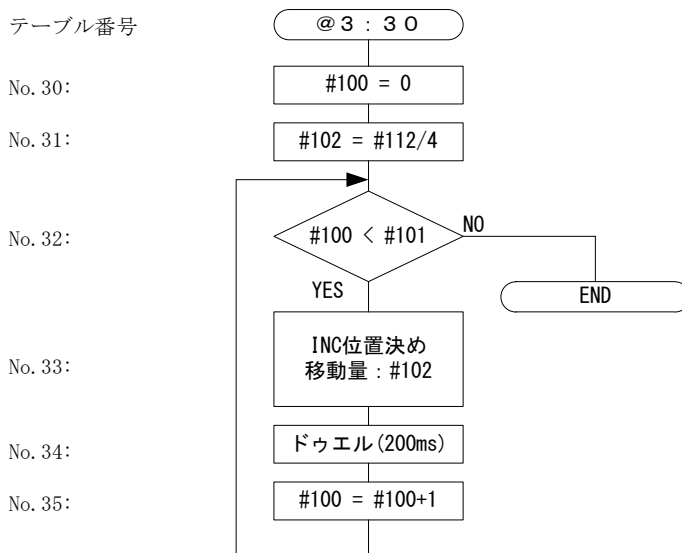 テーブル番号
@3：30
No.30:
#100 = 0
No.31:
#102 = #112/4
No.32:
#100 < #101
NO
YES
END
No.33:
INC位置決め
移動量：#102
No.34:
ドゥエル(200ms)
No.35:
#100 = #100+1